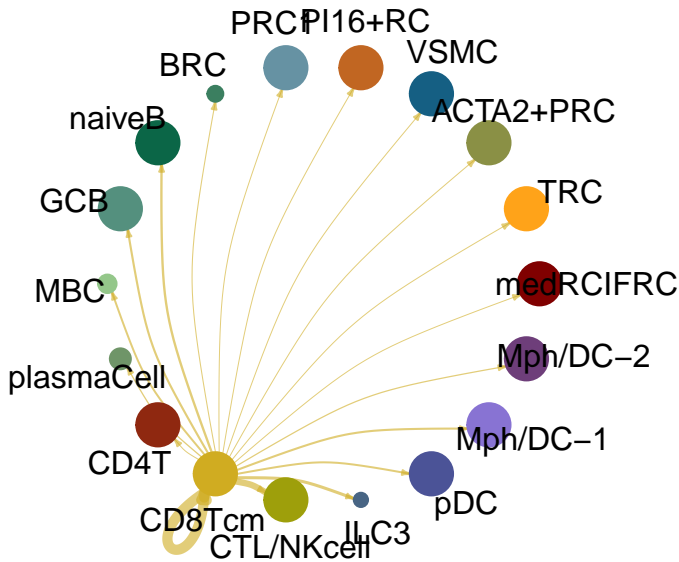 PRC1
PI16+RC
BRC
VSMC
naiveB
ACTA2+PRC
GCB
TRC
MBC
medRCIFRC
plasmaCell
Mph/DC−2
CD4T
Mph/DC−1
CD8Tcm
pDC
CTL/NKcell
ILC3